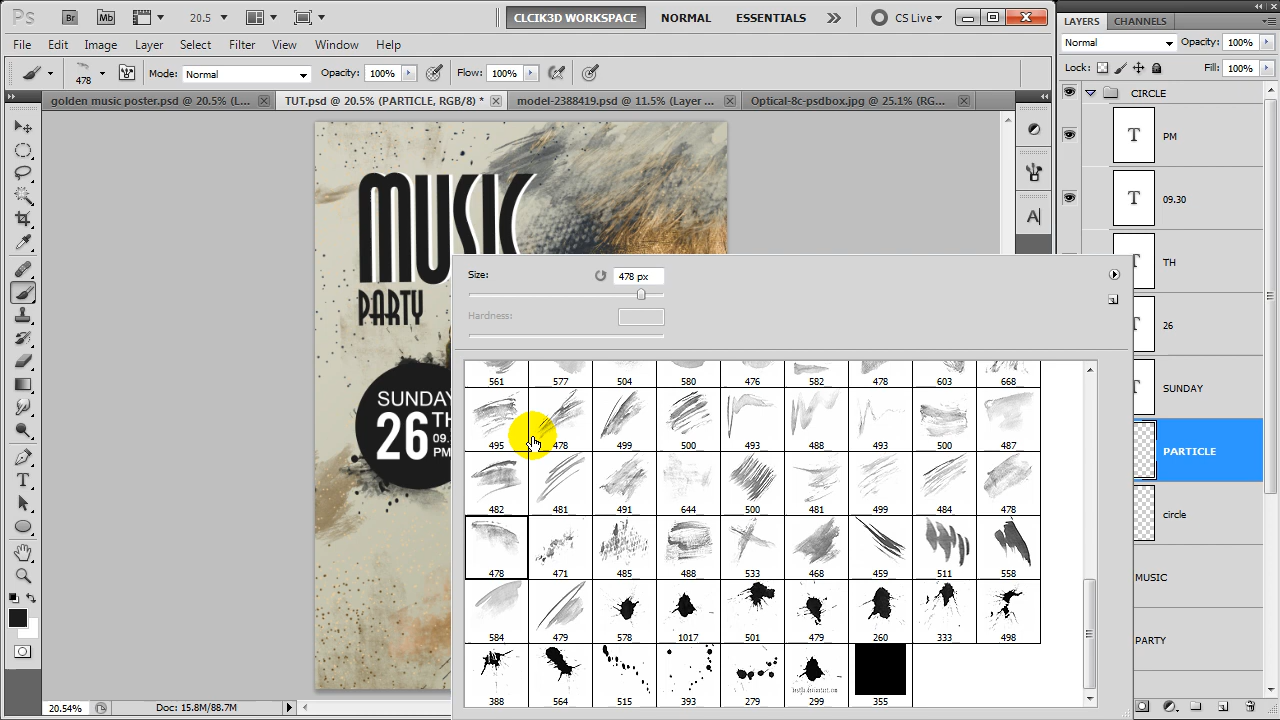 Ps
Br
Mb
20.5
CLCIK3D WORKSPACE
NORMAL
ESSENTIALS
CS Live
File Edit Image Layer Select Filter View Window Help
478
Mode: Normal
Opacity: 100%
Flow: 100%
golden music poster.psd @ 20.5% (L...
TUT.psd @ 20.5% (PARTICLE, RGB/8) *
model-2388419.psd @ 11.5% (Layer ...
Optical-8c-psdbox.jpg @ 25.1% (RG...
MUSIC
PARTY
SUNDAY
26
TH
09.
PM
Size: 478 px
Hardness:
561 577 504 580 476 582 478 603 668
495 478 499 500 493 488 493 500 487
482 481 491 644 500 481 499 484 478
478 471 485 488 533 468 459 511 558
584 479 578 1017 501 479 260 333 498
388 564 515 393 279 299 355
20.54%
Doc: 15.8M/88.7M
LAYERS CHANNELS
Normal
Opacity: 100%
Lock:
Fill: 100%
CIRCLE
T PM
T 09.30
TH
T 26
T SUNDAY
PARTICLE
circle
MUSIC
PARTY